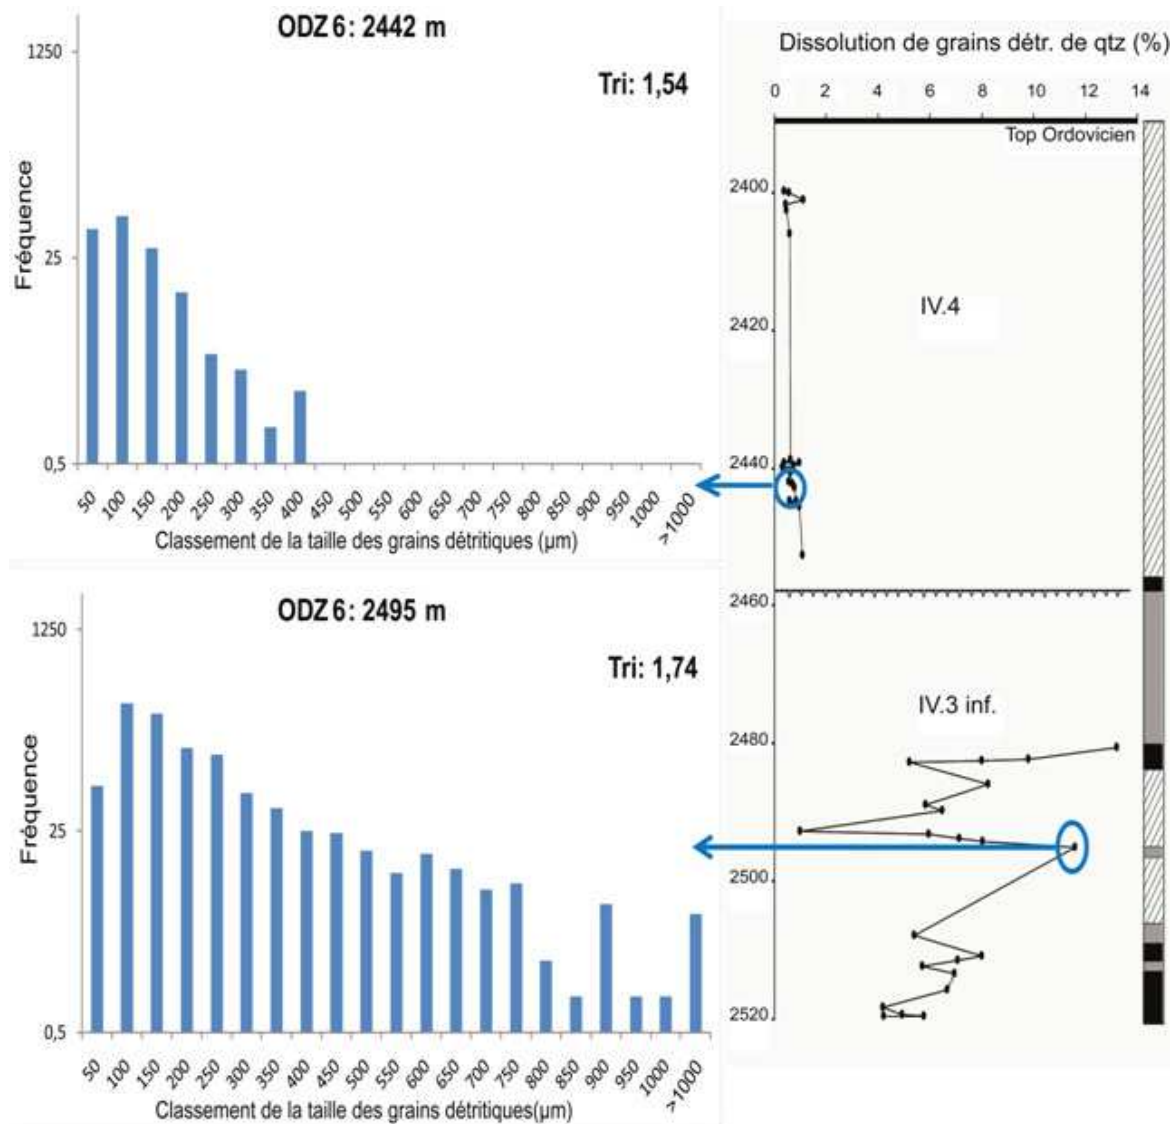 ODZ 6: 2442 m
Tri: 1,54
1250
25
0,5
Fréquence
50 100 150 200 250 300 350 400 450 500 550 600 650 700 750 800 850 900 950 1000 >1000
Classement de la taille des grains détritiques (µm)
ODZ 6: 2495 m
Tri: 1,74
1250
25
0,5
Fréquence
50 100 150 200 250 300 350 400 450 500 550 600 650 700 750 800 850 900 950 1000 >1000
Classement de la taille des grains détritiques(µm)
Dissolution de grains détr. de qtz (%)
0 2 4 6 8 10 12 14
Top Ordovicien
2400
IV.4
2420
2440
2460
IV.3 inf.
2480
2500
2520